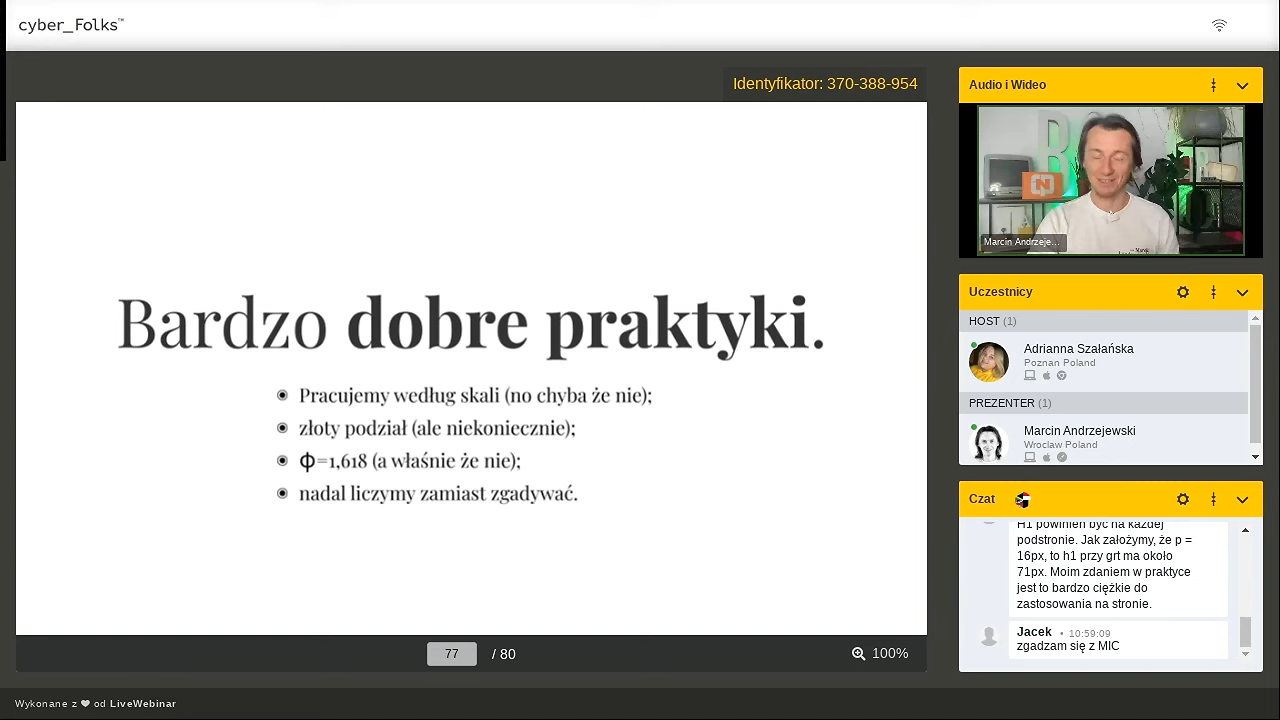 cyber_Folks™
Identyfikator: 370-388-954
Bardzo dobre praktyki.
Pracujemy według skali (no chyba że nie);
złoty podział (ale niekoniecznie);
ϕ=1,618 (a właśnie że nie);
nadal liczymy zamiast zgadywać.
77 / 80
100%
Audio i Wideo
Marcin Andrzeje...
Uczestnicy
HOST (1)
Adrianna Szałańska
Poznan Poland
PREZENTER (1)
Marcin Andrzejewski
Wroclaw Poland
Czat
H1 powinien być na każdej
podstronie. Jak założymy, że p =
16px, to h1 przy grt ma około
71px. Moim zdaniem w praktyce
jest to bardzo ciężkie do
zastosowania na stronie.
Jacek • 10:59:09
zgadzam się z MIC
Wykonane z ❤ od LiveWebinar